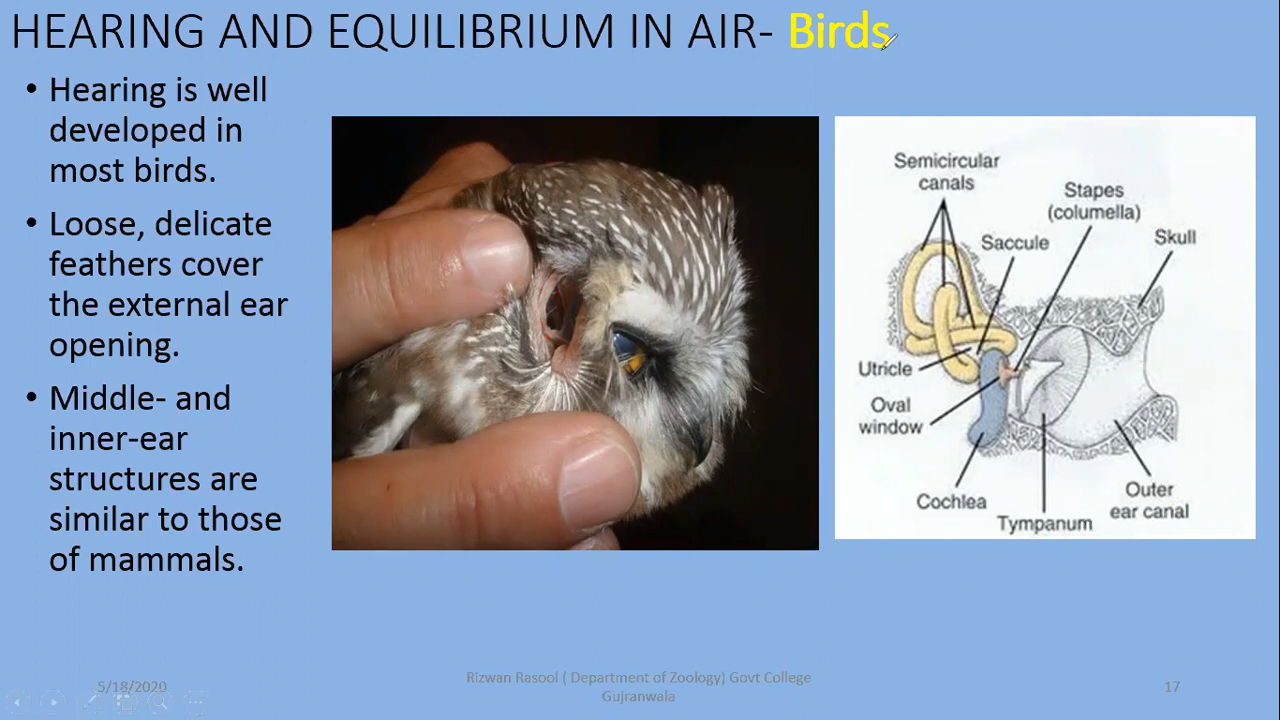 HEARING AND EQUILIBRIUM IN AIR- Birds
• Hearing is well
developed in
most birds.
• Loose, delicate
feathers cover
the external ear
opening.
• Middle- and
inner-ear
structures are
similar to those
of mammals.
Semicircular
canals
Stapes
(columella)
Saccule
Skull
Utricle
Oval
window
Cochlea
Tympanum
Outer
ear canal
5/18/2020
Rizwan Rasool ( Department of Zoology) Govt College
Gujranwala
17